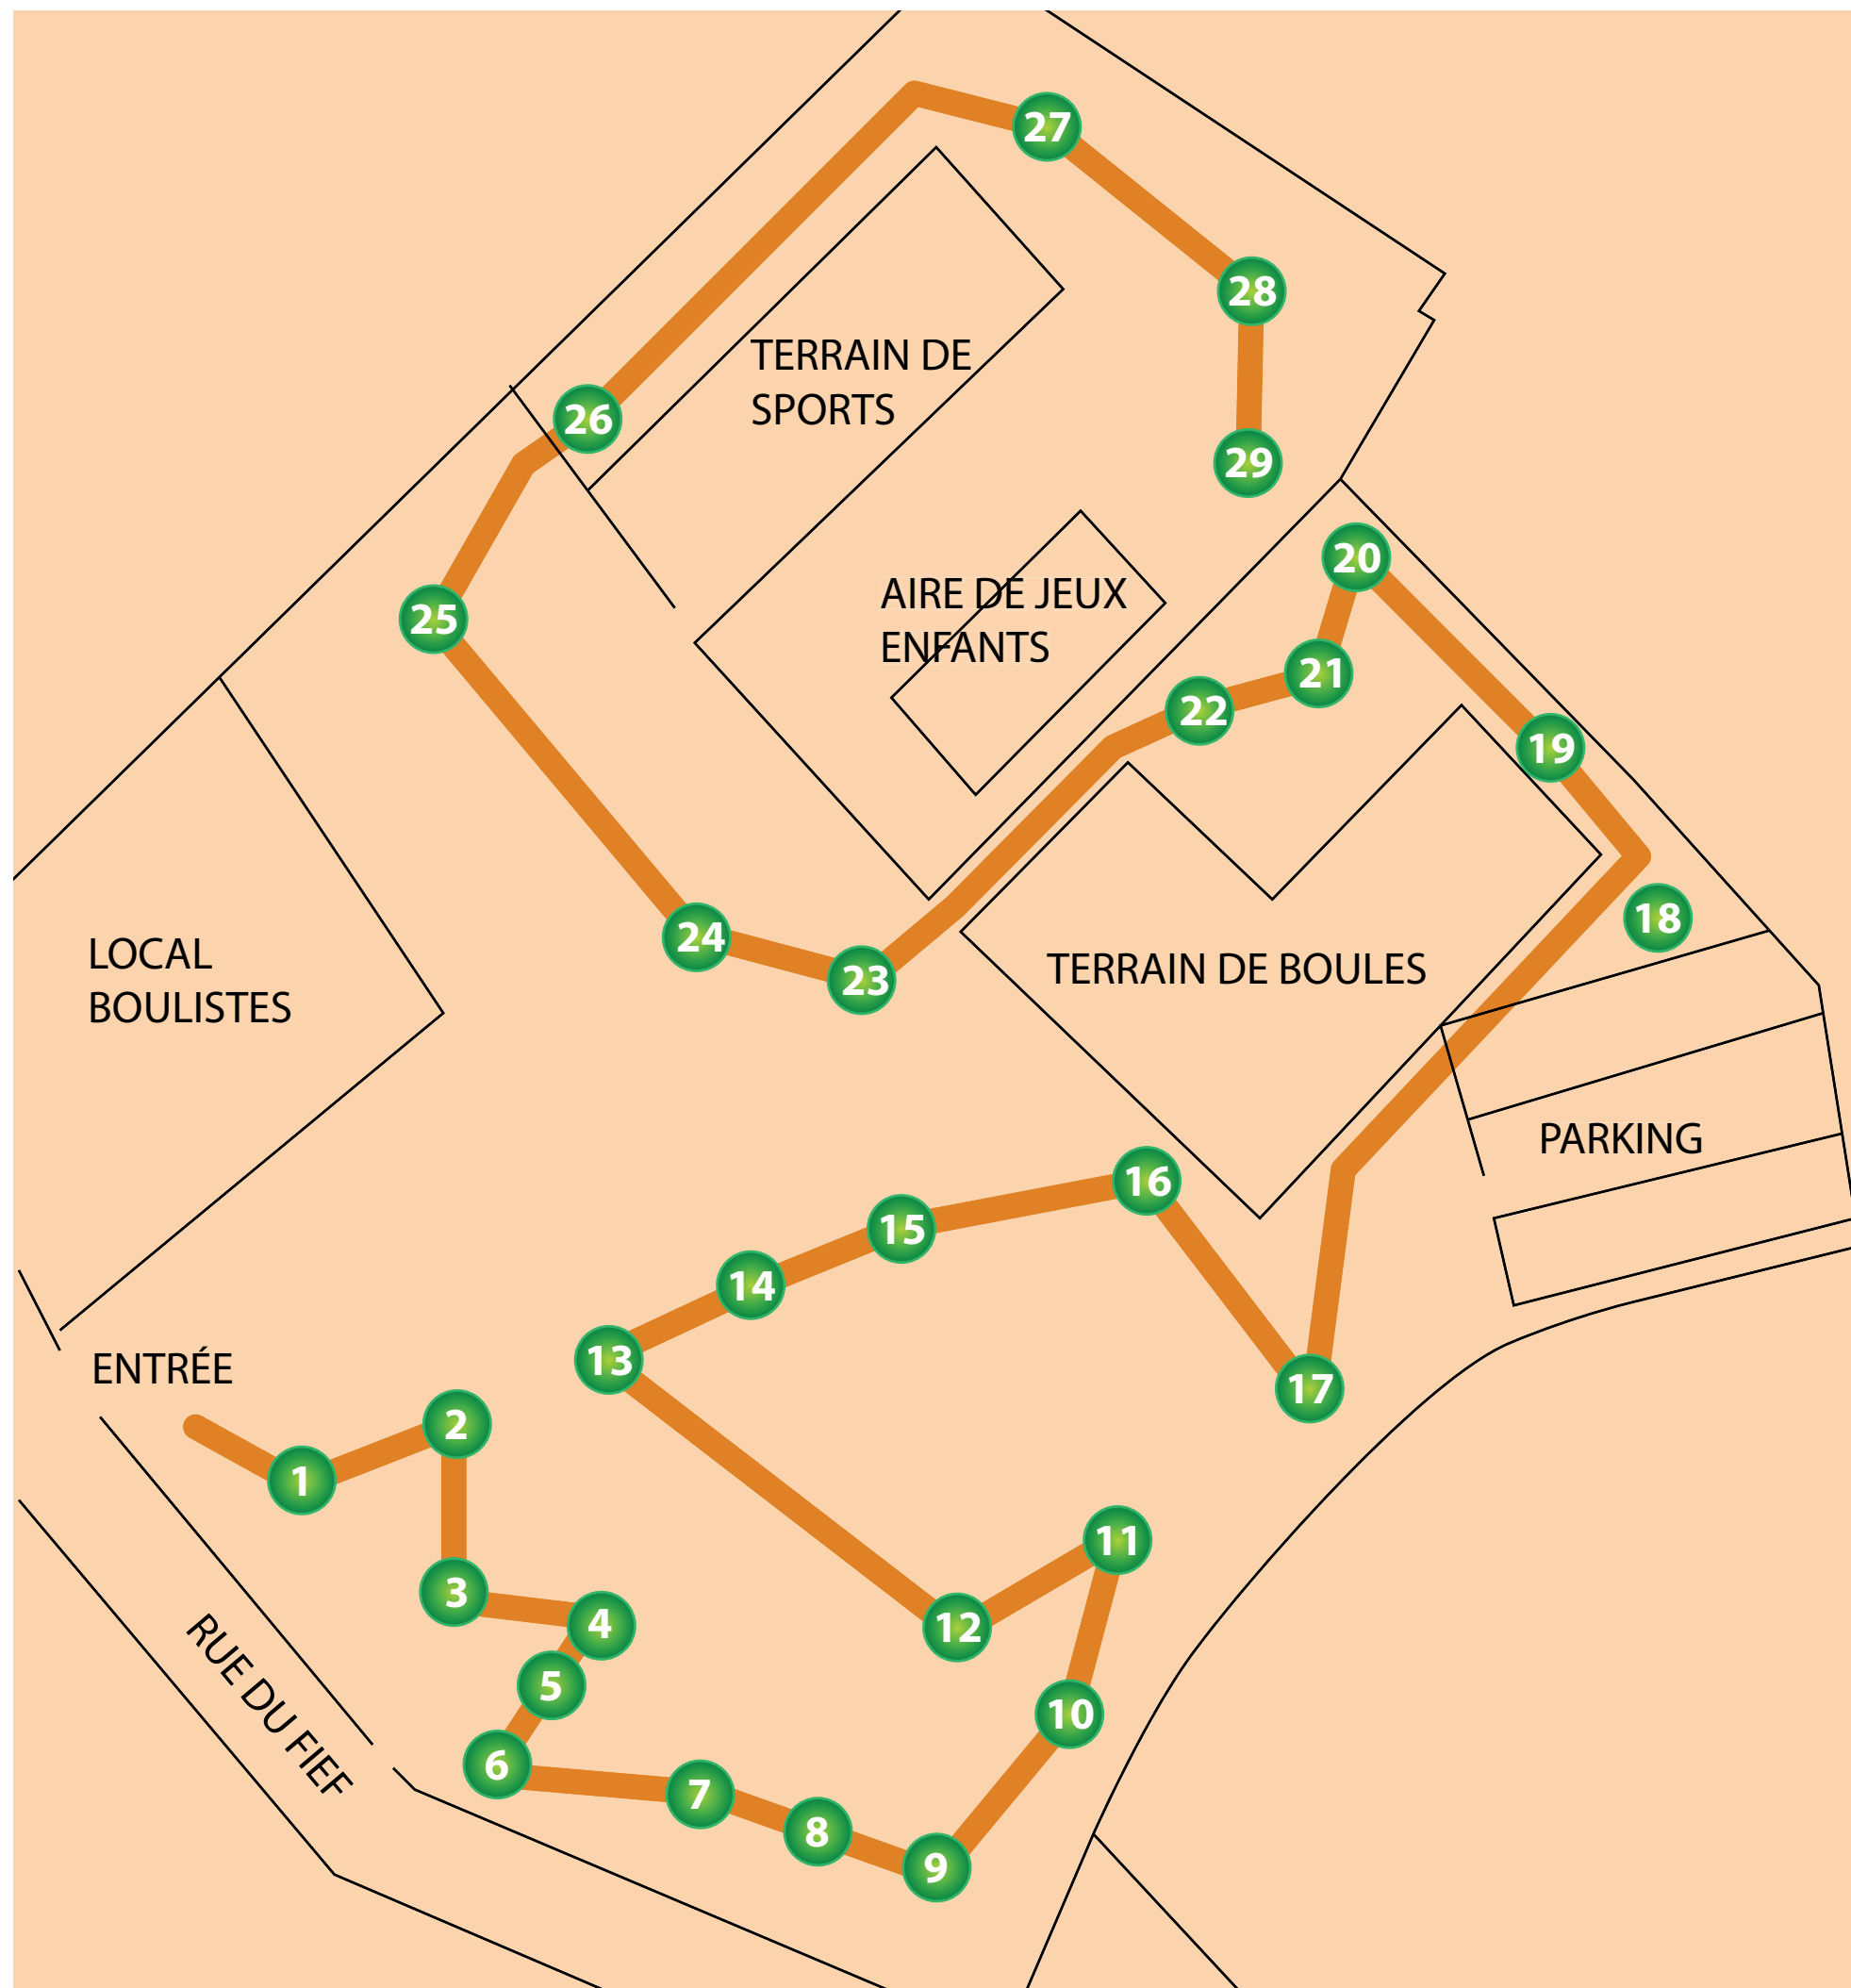 27
28
TERRAIN DE
SPORTS
26
29
20
AIRE DE JEUX
ENFANTS
25
21
22
19
18
24
LOCAL
BOULISTES
TERRAIN DE BOULES
23
PARKING
16
15
14
13
ENTRÉE
17
2
1
11
3
4
12
RUE DU FIEF
5
10
6
7
8
9